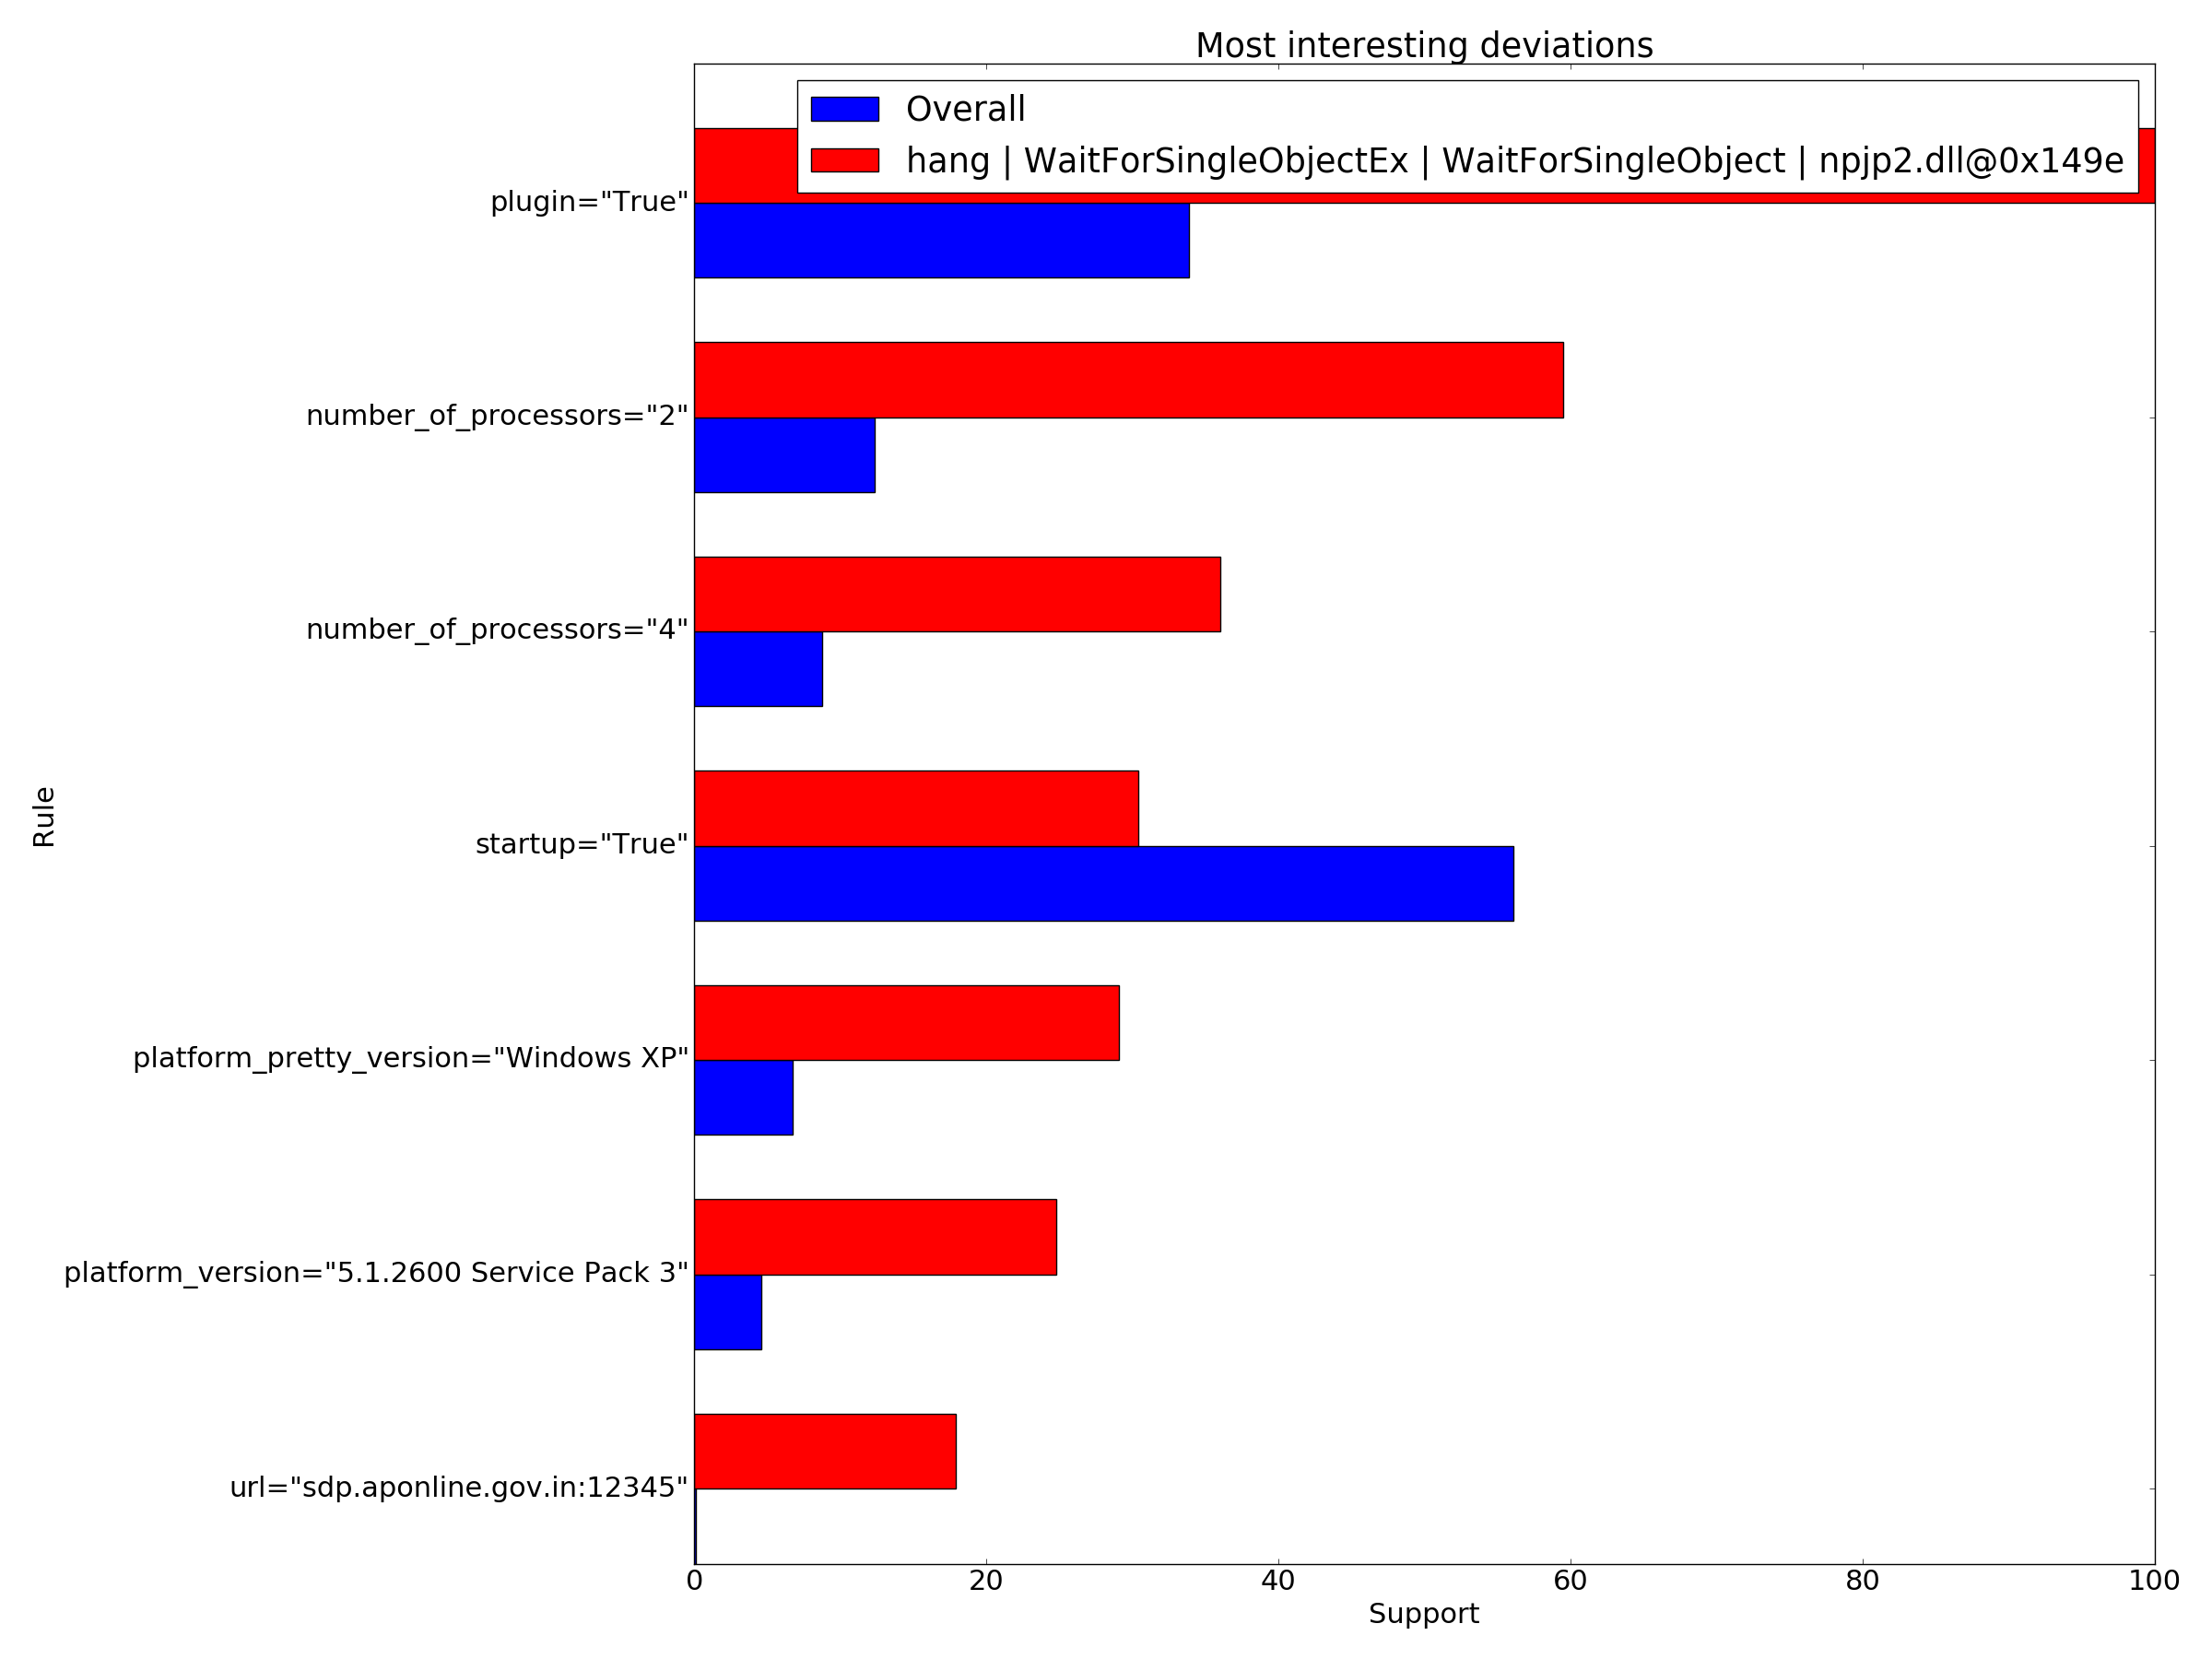 Most interesting deviations
Overall
hang | WaitForSingleObjectEx | WaitForSingleObject | npjp2.dll@0x149e
plugin="True"
number_of_processors="2"
number_of_processors="4"
startup="True"
platform_pretty_version="Windows XP"
platform_version="5.1.2600 Service Pack 3"
url="sdp.aponline.gov.in:12345"
Rule
0 20 40 60 80 100
Support